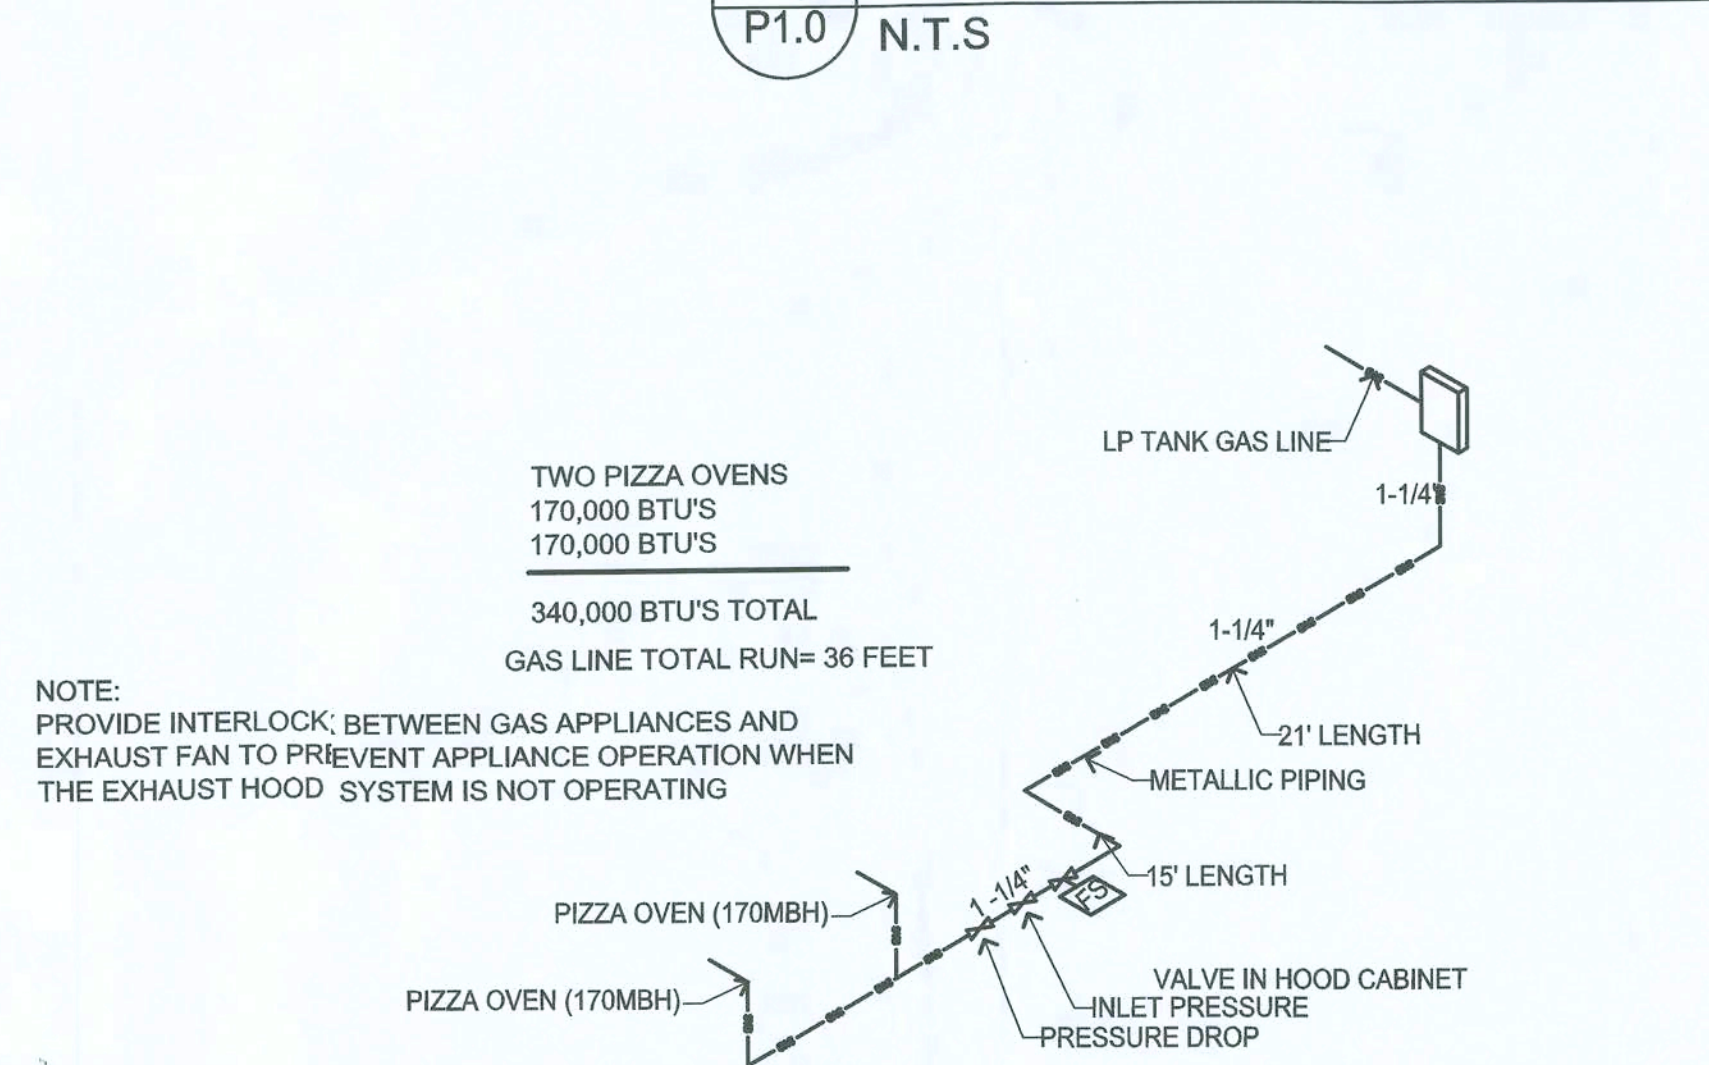 P1.0 N.T.S
LP TANK GAS LINE
1-1/4"
TWO PIZZA OVENS
170,000 BTU'S
170,000 BTU'S
340,000 BTU'S TOTAL
GAS LINE TOTAL RUN= 36 FEET
1-1/4"
NOTE:
PROVIDE INTERLOCK; BETWEEN GAS APPLIANCES AND
EXHAUST FAN TO PREEVENT APPLIANCE OPERATION WHEN
THE EXHAUST HOOD SYSTEM IS NOT OPERATING
21' LENGTH
METALLIC PIPING
15' LENGTH
1 -1/4"
FS
PIZZA OVEN (170MBH)
PIZZA OVEN (170MBH)
VALVE IN HOOD CABINET
INLET PRESSURE
PRESSURE DROP